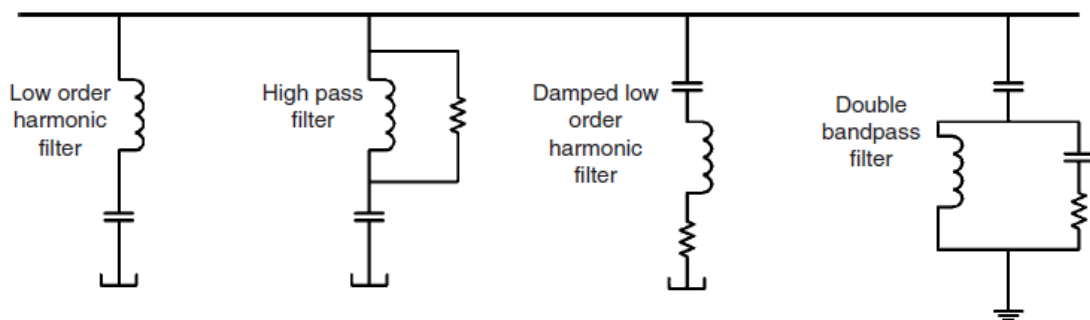 Low order
harmonic
filter
High pass
filter
Damped low
order
harmonic
filter
Double
bandpass
filter